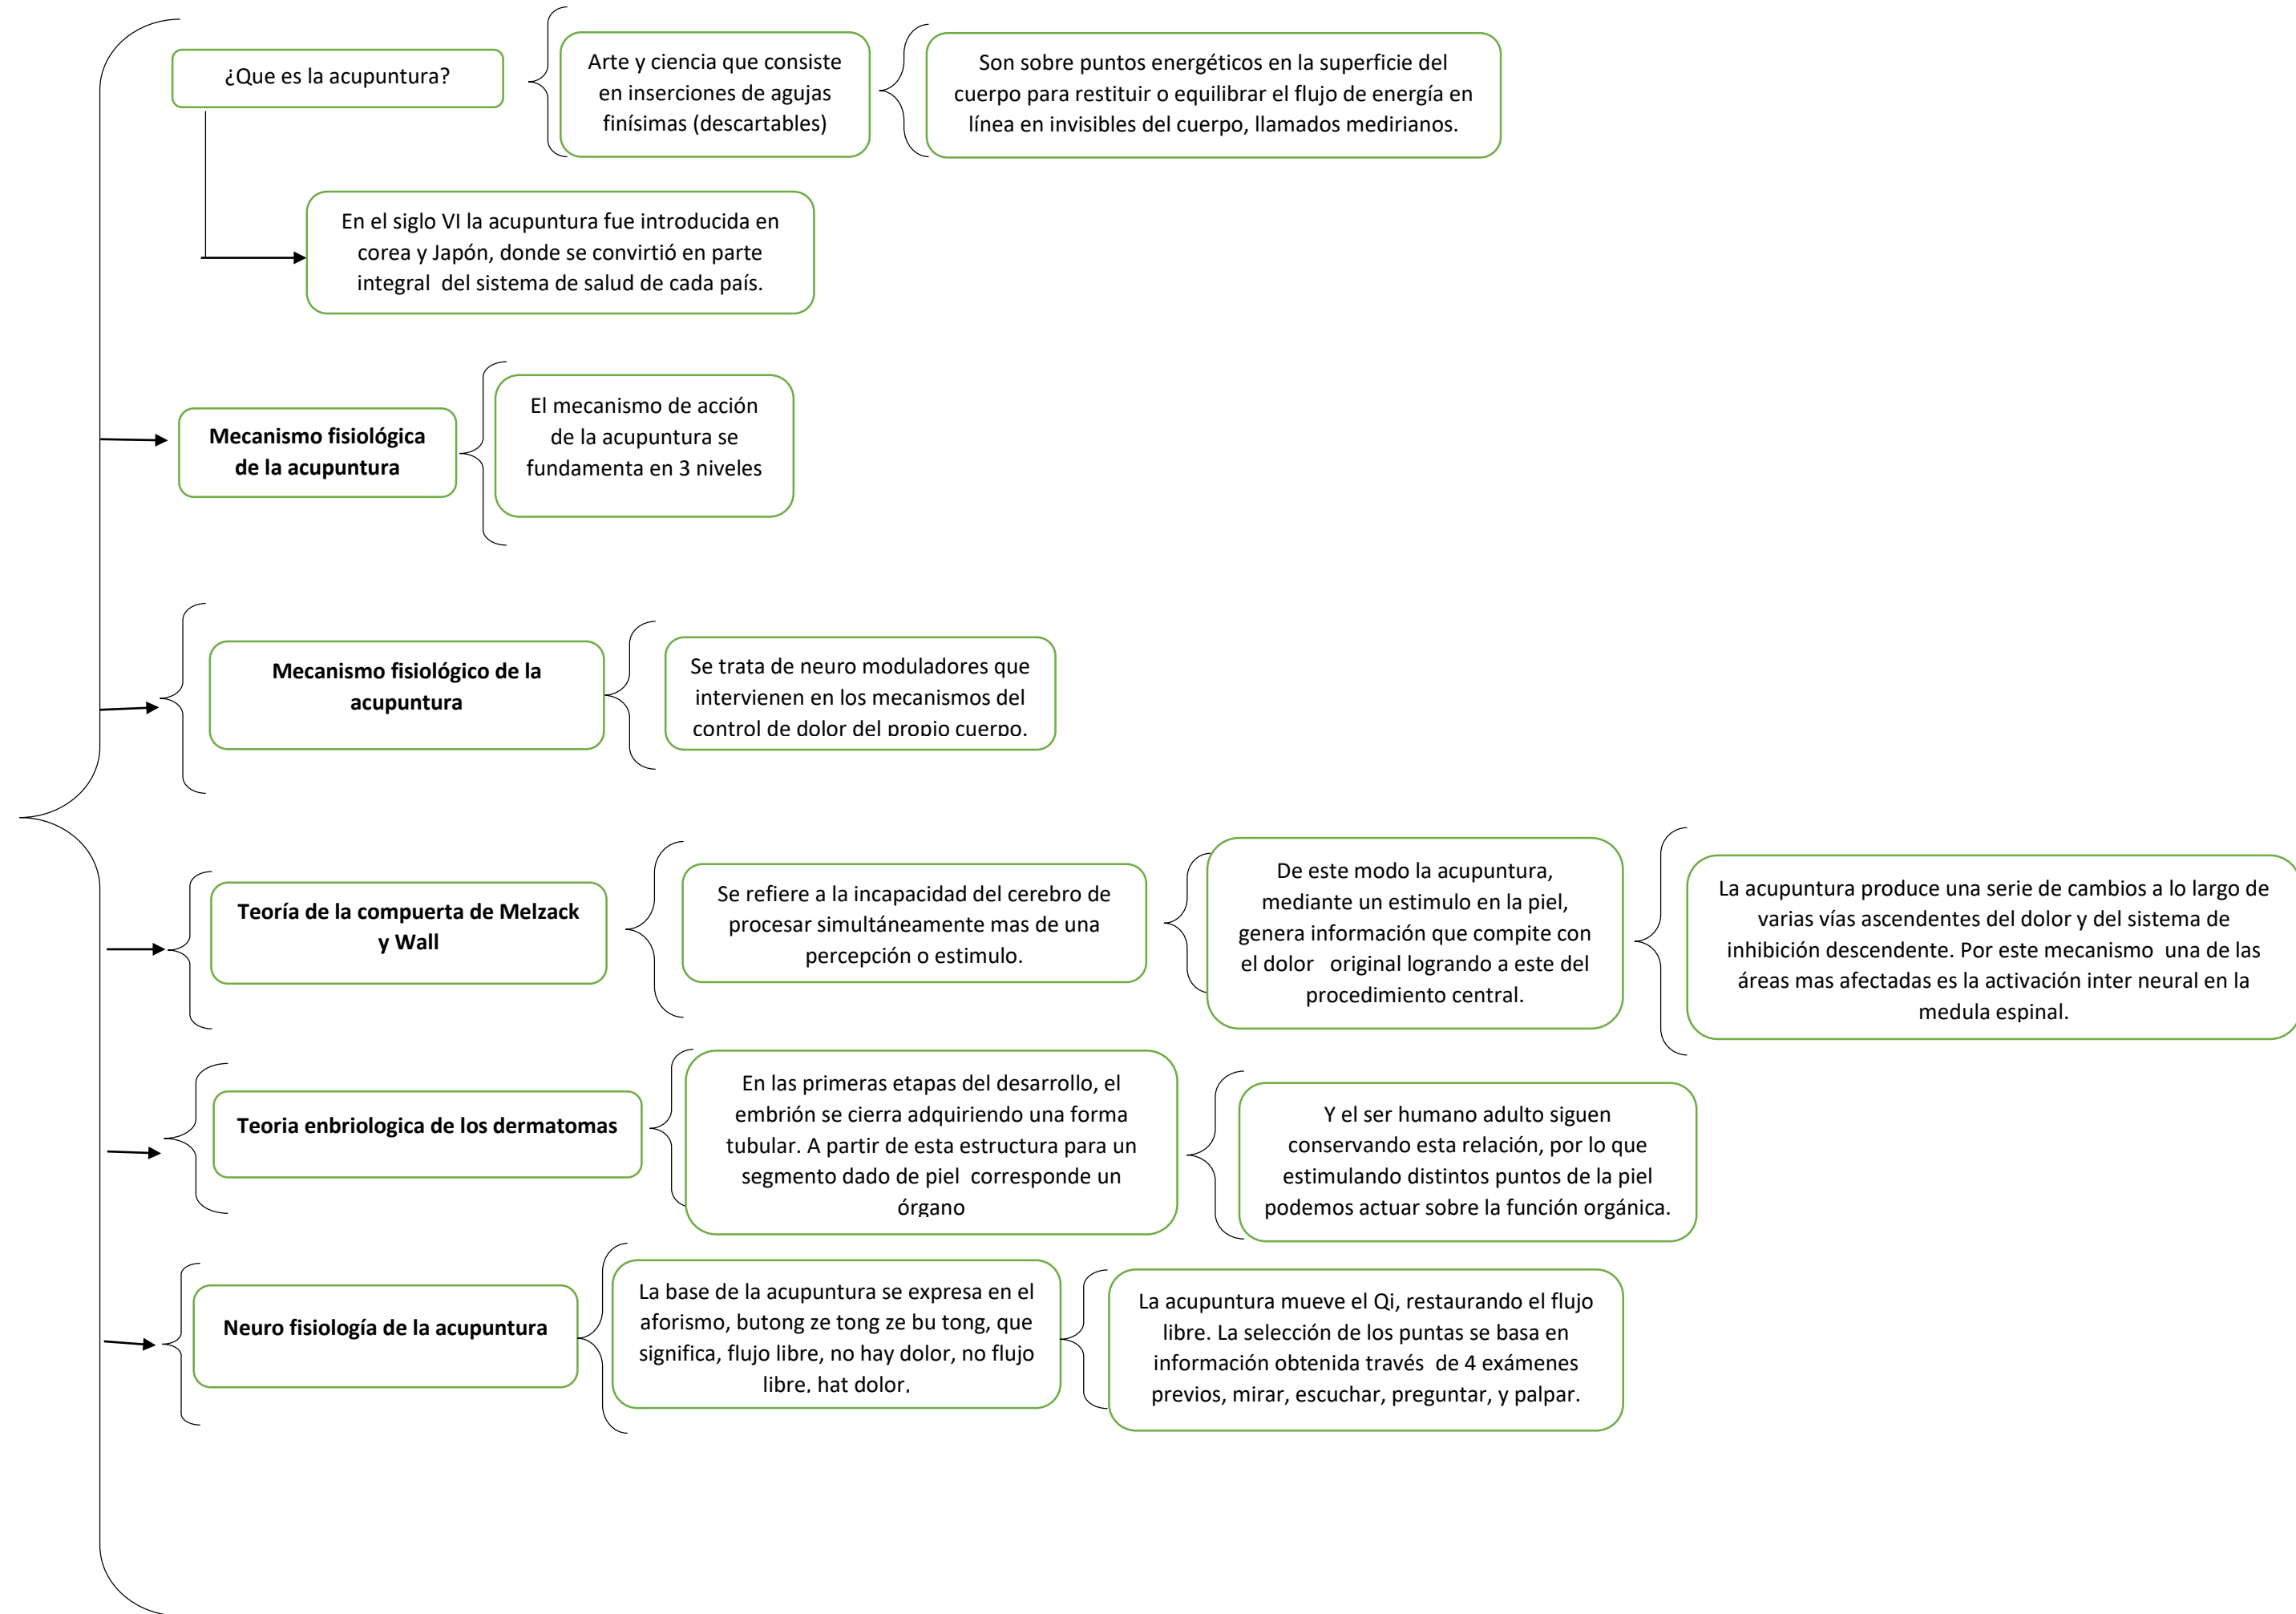 ¿Que es la acupuntura?
Arte y ciencia que consiste
en inserciones de agujas
finísimas (descartables)
Son sobre puntos energéticos en la superficie del
cuerpo para restituir o equilibrar el flujo de energía en
línea en invisibles del cuerpo, llamados medirianos.
En el siglo VI la acupuntura fue introducida en
corea y Japón, donde se convirtió en parte
integral  del sistema de salud de cada país.
Mecanismo fisiológica
de la acupuntura
El mecanismo de acción
de la acupuntura se
fundamenta en 3 niveles
Mecanismo fisiológico de la
acupuntura
Se trata de neuro moduladores que
intervienen en los mecanismos del
control de dolor del propio cuerpo.
Teoría de la compuerta de Melzack
y Wall
Se refiere a la incapacidad del cerebro de
procesar simultáneamente mas de una
percepción o estimulo.
De este modo la acupuntura,
mediante un estimulo en la piel,
genera información que compite con
el dolor   original logrando a este del
procedimiento central.
La acupuntura produce una serie de cambios a lo largo de
varias vías ascendentes del dolor y del sistema de
inhibición descendente. Por este mecanismo  una de las
áreas mas afectadas es la activación inter neural en la
medula espinal.
Teoria enbriologica de los dermatomas
En las primeras etapas del desarrollo, el
embrión se cierra adquiriendo una forma
tubular. A partir de esta estructura para un
segmento dado de piel  corresponde un
órgano
Y el ser humano adulto siguen
conservando esta relación, por lo que
estimulando distintos puntos de la piel
podemos actuar sobre la función orgánica.
Neuro fisiología de la acupuntura
La base de la acupuntura se expresa en el
aforismo, butong ze tong ze bu tong, que
significa, flujo libre, no hay dolor, no flujo
libre, hat dolor,
La acupuntura mueve el Qi, restaurando el flujo
libre. La selección de los puntas se basa en
información obtenida través  de 4 exámenes
previos, mirar, escuchar, preguntar, y palpar.